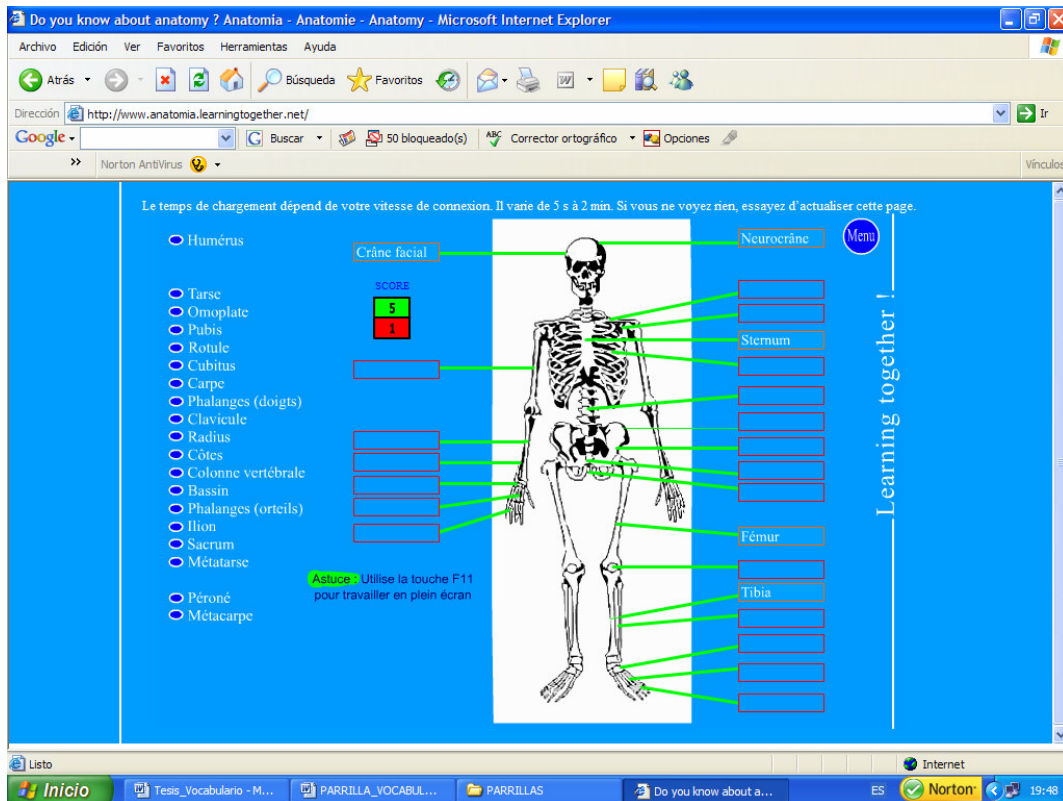 Do you know about anatomy ? Anatomia - Anatomie - Anatomy - Microsoft Internet Explorer
Archivo Edición Ver Favoritos Herramientas Ayuda
Atrás Búsqueda Favoritos
Dirección http://www.anatomia.learningtogether.net/ Ir
Google Buscar 50 bloqueado(s) ABC Corrector ortográfico Opciones
» Norton AntiVirus Vínculos
Le temps de chargement dépend de votre vitesse de connexion. Il varie de 5 s à 2 min. Si vous ne voyez rien, essayez d'actualiser cette page.
Humérus
Crâne facial
Neurocrâne
Menu
SCORE
5
1
Tarse
Omoplate
Pubis
Rotule
Cubitus
Carpe
Phalanges (doigts)
Clavicule
Radius
Côtes
Colonne vertébrale
Bassin
Phalanges (orteils)
Ilion
Sacrum
Métatarse
Péroné
Métacarpe
Sternum
Fémur
Tibia
Learning together !
Astuce : Utilise la touche F11
pour travailler en plein écran
Listo Internet
Inicio Tesis_Vocabulario - M... PARRILLA_VOCABUL... PARRILLAS Do you know about a... ES Norton 19:48